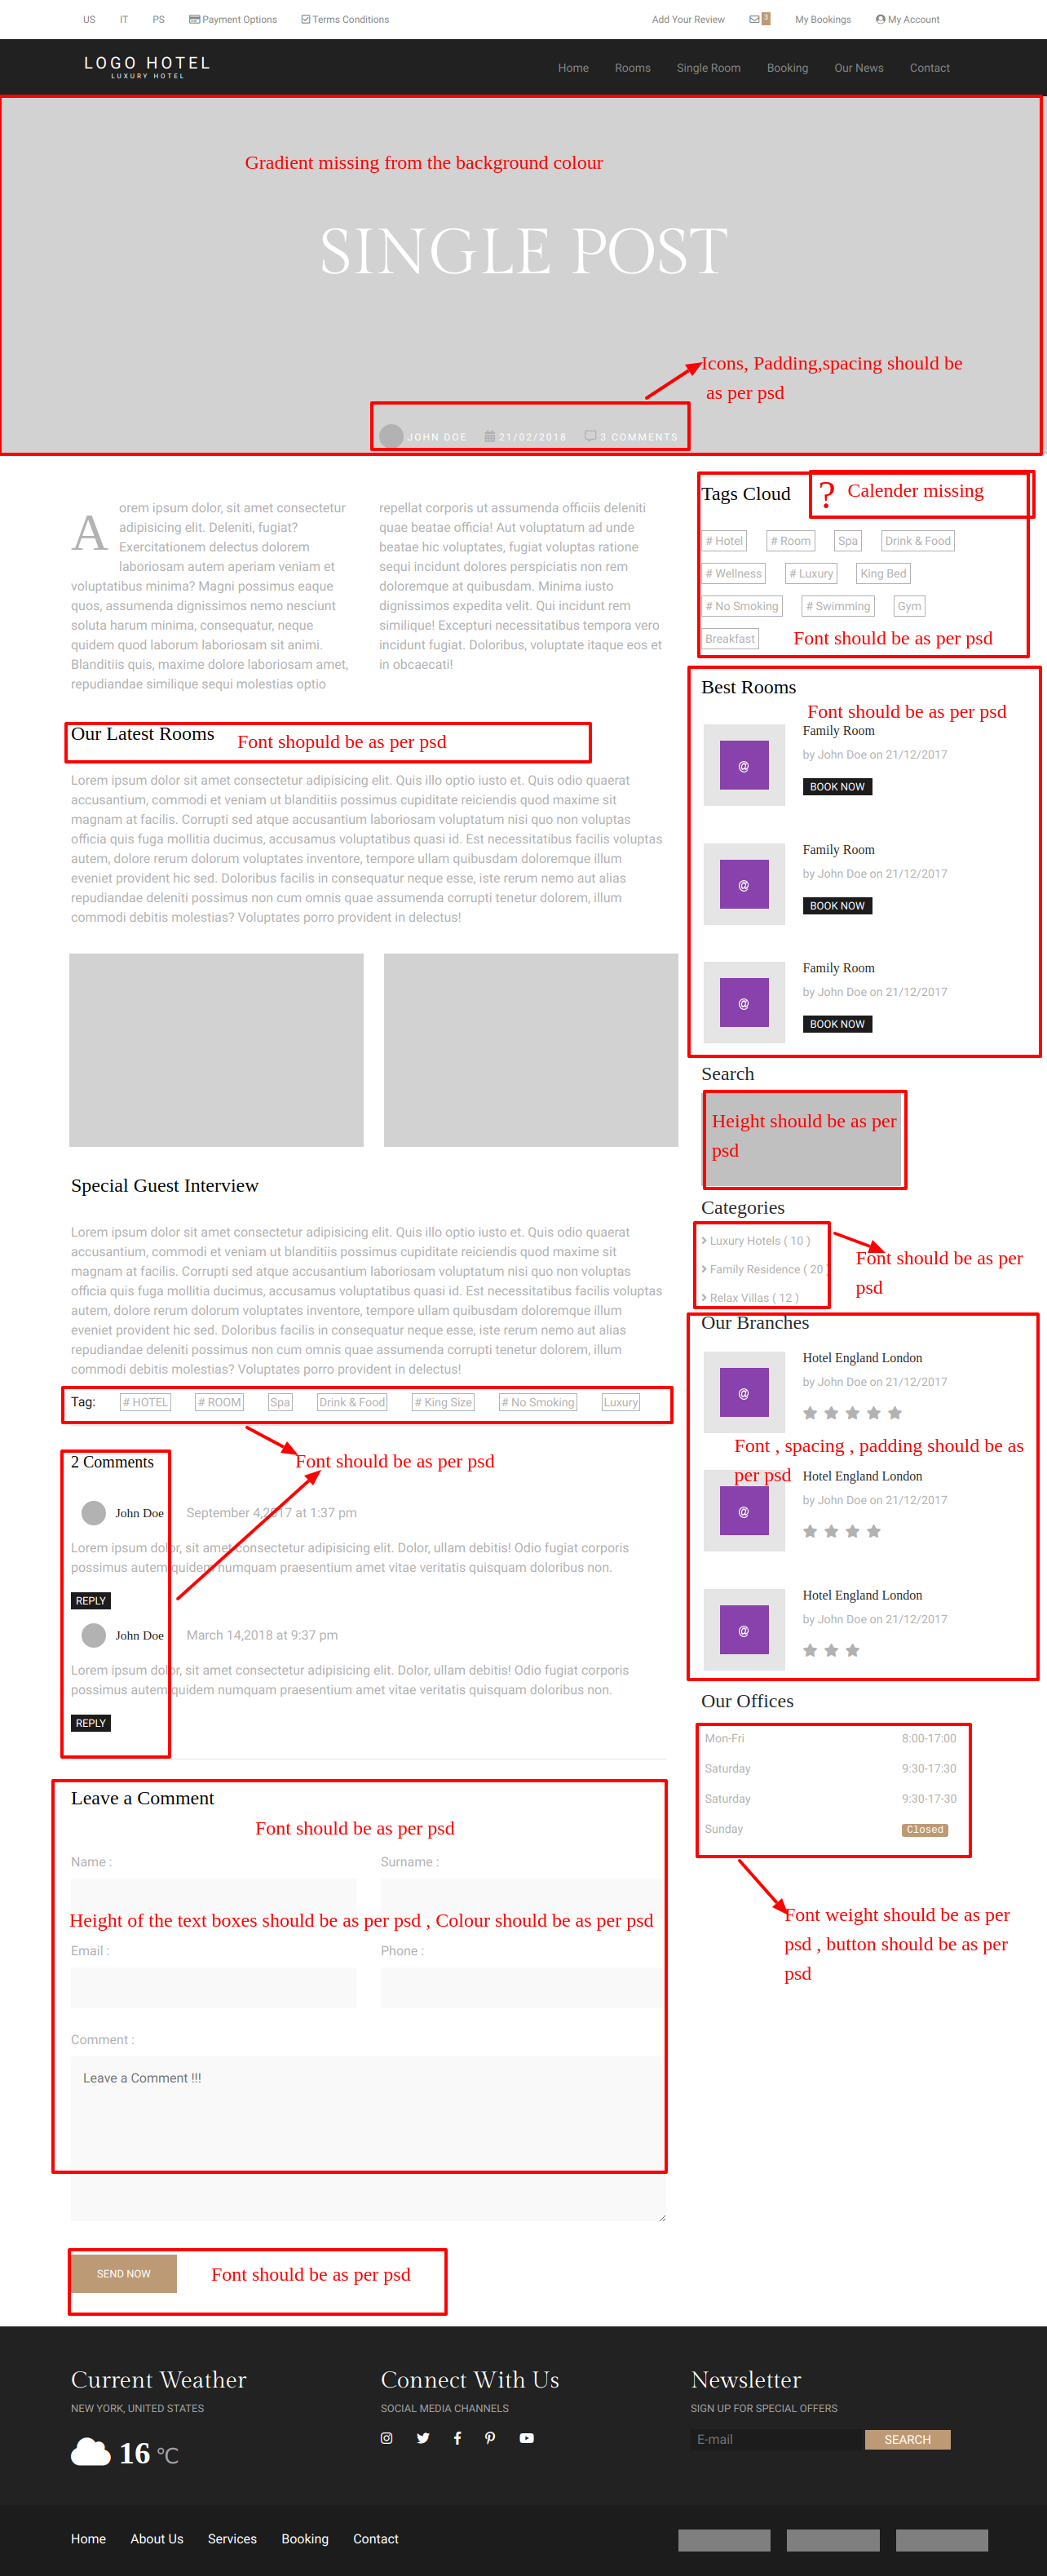 US IT PS Payment Options Terms Conditions Add Your Review 3 My Bookings My Account
LOGO HOTEL
LUXURY HOTEL
Home Rooms Single Room Booking Our News Contact
Gradient missing from the background colour
SINGLE POST
Icons, Padding,spacing should be
as per psd
JOHN DOE 21/02/2018 3 COMMENTS
A
orem ipsum dolor, sit amet consectetur
adipisicing elit. Deleniti, fugiat?
Exercitationem delectus dolorem
laboriosam autem aperiam veniam et
voluptatibus minima? Magni possimus eaque
quos, assumenda dignissimos nemo nesciunt
soluta harum minima, consequatur, neque
quidem quod laborum laboriosam sit animi.
Blanditiis quis, maxime dolore laboriosam amet,
repudiandae similique sequi molestias optio
repellat corporis ut assumenda officiis deleniti
quae beatae officia! Aut voluptatum ad unde
beatae hic voluptates, fugiat voluptas ratione
sequi incidunt dolores perspiciatis non rem
doloremque at quibusdam. Minima iusto
dignissimos expedita velit. Qui incidunt rem
similique! Excepturi necessitatibus tempora vero
incidunt fugiat. Doloribus, voluptate itaque eos et
in obcaecati!
Our Latest Rooms Font shopuld be as per psd
Lorem ipsum dolor sit amet consectetur adipisicing elit. Quis illo optio iusto et. Quis odio quaerat
accusantium, commodi et veniam ut blanditiis possimus cupiditate reiciendis quod maxime sit
magnam at facilis. Corrupti sed atque accusantium laboriosam voluptatum nisi quo non voluptas
officia quis fuga mollitia ducimus, accusamus voluptatibus quasi id. Est necessitatibus facilis voluptas
autem, dolore rerum dolorum voluptates inventore, tempore ullam quibusdam doloremque illum
eveniet provident hic sed. Doloribus facilis in consequatur neque esse, iste rerum nemo aut alias
repudiandae deleniti possimus non cum omnis quae assumenda corrupti tenetur dolorem, illum
commodi debitis molestias? Voluptates porro provident in delectus!
Special Guest Interview
Lorem ipsum dolor sit amet consectetur adipisicing elit. Quis illo optio iusto et. Quis odio quaerat
accusantium, commodi et veniam ut blanditiis possimus cupiditate reiciendis quod maxime sit
magnam at facilis. Corrupti sed atque accusantium laboriosam voluptatum nisi quo non voluptas
officia quis fuga mollitia ducimus, accusamus voluptatibus quasi id. Est necessitatibus facilis voluptas
autem, dolore rerum dolorum voluptates inventore, tempore ullam quibusdam doloremque illum
eveniet provident hic sed. Doloribus facilis in consequatur neque esse, iste rerum nemo aut alias
repudiandae deleniti possimus non cum omnis quae assumenda corrupti tenetur dolorem, illum
commodi debitis molestias? Voluptates porro provident in delectus!
Tag: # HOTEL # ROOM Spa Drink & Food # King Size # No Smoking Luxury
2 Comments Font should be as per psd
John Doe September 4,2017 at 1:37 pm
Lorem ipsum dolor, sit amet consectetur adipisicing elit. Dolor, ullam debitis! Odio fugiat corporis
possimus autem quidem numquam praesentium amet vitae veritatis quisquam doloribus non.
REPLY
John Doe March 14,2018 at 9:37 pm
Lorem ipsum dolor, sit amet consectetur adipisicing elit. Dolor, ullam debitis! Odio fugiat corporis
possimus autem quidem numquam praesentium amet vitae veritatis quisquam doloribus non.
REPLY
Leave a Comment
Font should be as per psd
Name : Surname :
Height of the text boxes should be as per psd , Colour should be as per psd
Email : Phone :
Comment :
Leave a Comment !!!
SEND NOW Font should be as per psd
Tags Cloud ? Calender missing
# Hotel # Room Spa Drink & Food
# Wellness # Luxury King Bed
# No Smoking # Swimming Gym
Breakfast Font should be as per psd
Best Rooms
Font should be as per psd
Family Room
by John Doe on 21/12/2017
@
BOOK NOW
Family Room
by John Doe on 21/12/2017
@
BOOK NOW
Family Room
by John Doe on 21/12/2017
@
BOOK NOW
Search
Height should be as per
psd
Categories
Luxury Hotels ( 10 )
Family Residence ( 20
Relax Villas ( 12 )
Font should be as per
psd
Our Branches
Hotel England London
by John Doe on 21/12/2017
@
Font , spacing , padding should be as
per psd
Hotel England London
by John Doe on 21/12/2017
@
Hotel England London
by John Doe on 21/12/2017
@
Our Offices
Mon-Fri 8:00-17:00
Saturday 9:30-17:30
Saturday 9:30-17-30
Sunday Closed
Font weight should be as per
psd , button should be as per
psd
Current Weather
NEW YORK, UNITED STATES
16 °C
Connect With Us
SOCIAL MEDIA CHANNELS
Newsletter
SIGN UP FOR SPECIAL OFFERS
E-mail SEARCH
Home About Us Services Booking Contact